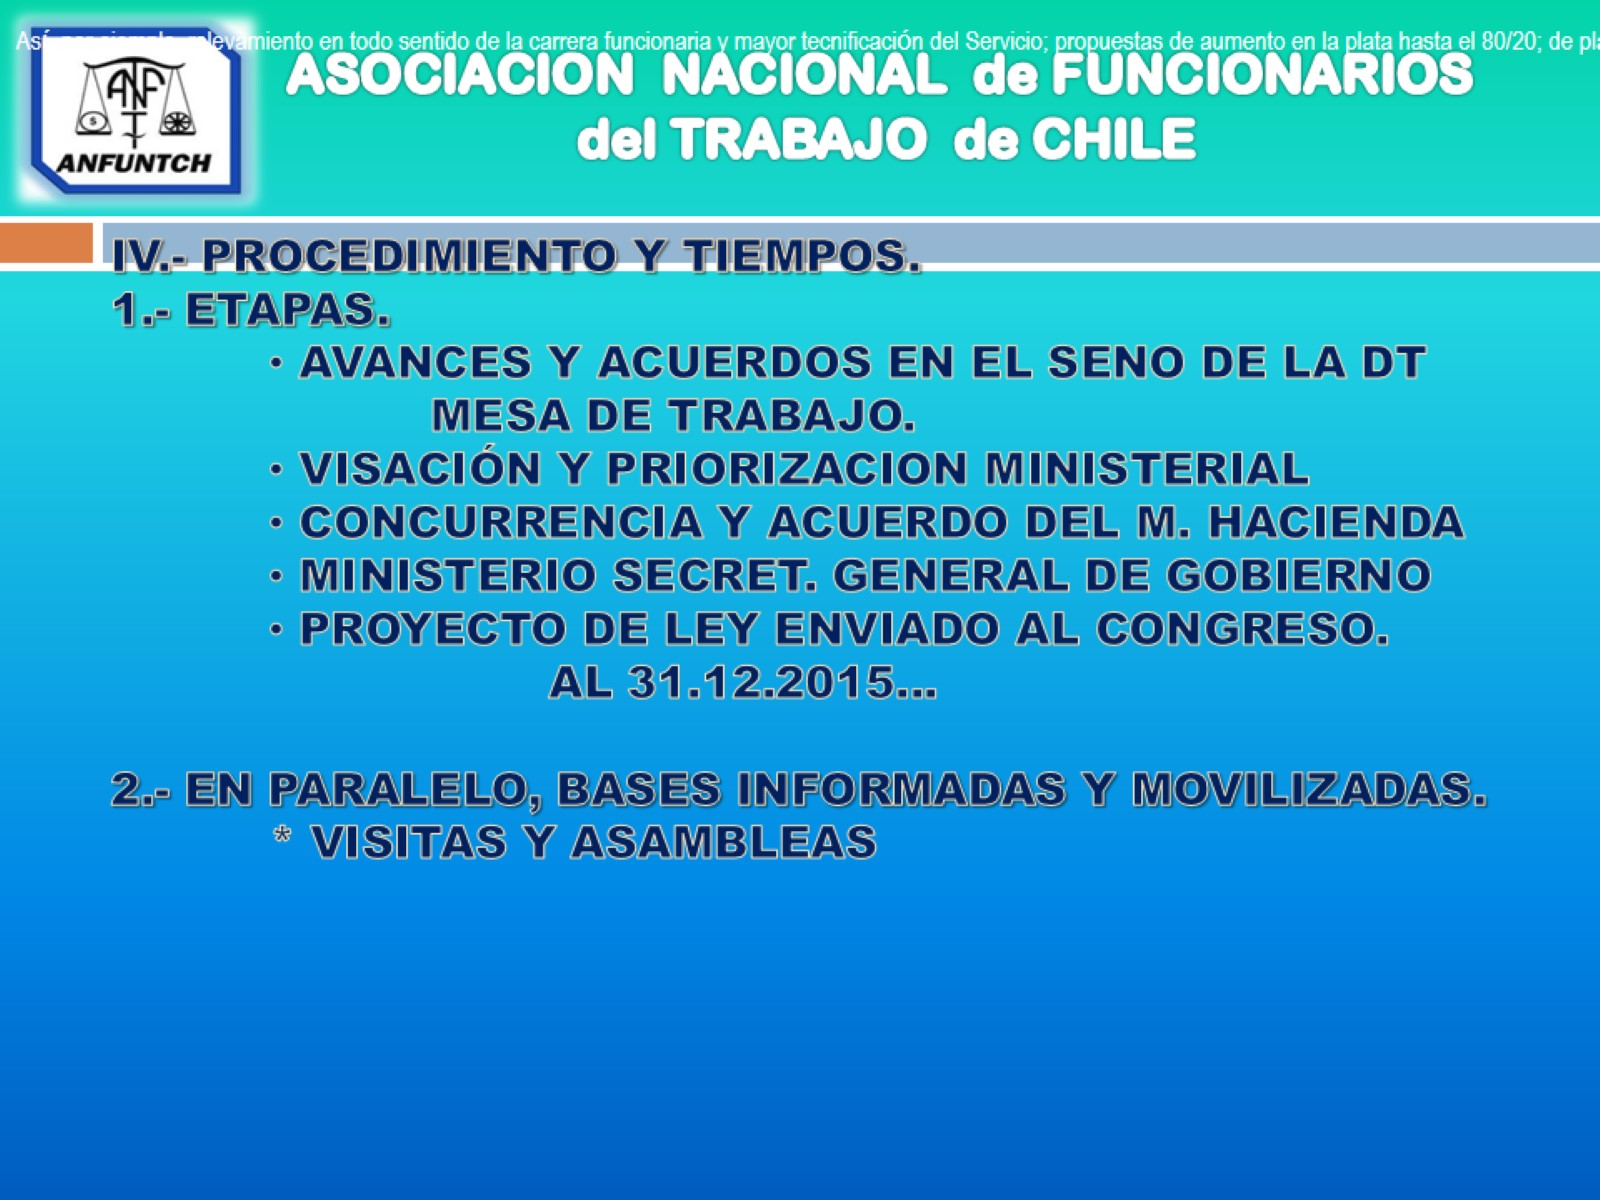 Así, por ejemplo, relevamiento en todo sentido de la carrera funcionaria y mayor tecnificación del Servicio; propuestas de aumento en la plata hasta el 80/20; de
ASOCIACION NACIONAL de FUNCIONARIOS
del TRABAJO de CHILE
ANF
T
$
ANFUNTCH
IV.- PROCEDIMIENTO Y TIEMPOS.
1.- ETAPAS.
• AVANCES Y ACUERDOS EN EL SENO DE LA DT
MESA DE TRABAJO.
• VISACIÓN Y PRIORIZACION MINISTERIAL
• CONCURRENCIA Y ACUERDO DEL M. HACIENDA
• MINISTERIO SECRET. GENERAL DE GOBIERNO
• PROYECTO DE LEY ENVIADO AL CONGRESO.
AL 31.12.2015...
2.- EN PARALELO, BASES INFORMADAS Y MOVILIZADAS.
* VISITAS Y ASAMBLEAS